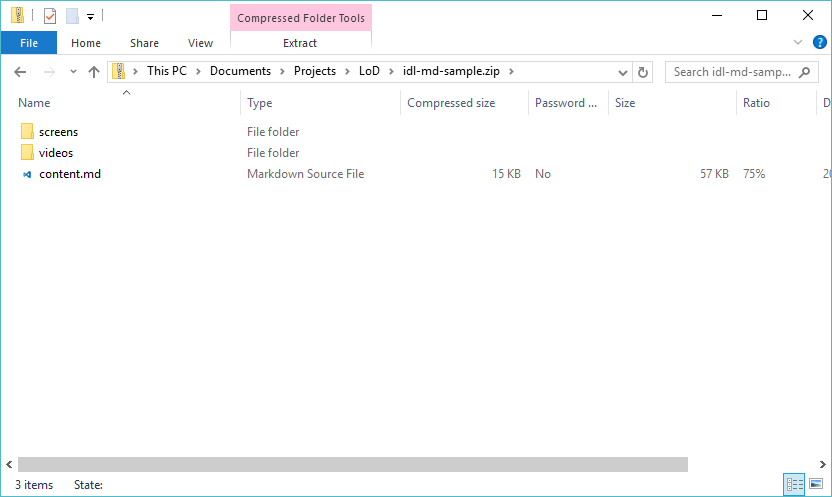 Compressed Folder Tools
File Home Share View Extract
This PC Documents Projects LoD idl-md-sample.zip Search idl-md-samp...
Name Type Compressed size Password ... Size Ratio D
screens File folder
videos File folder
content.md Markdown Source File 15 KB No 57 KB 75% 20
3 items State: